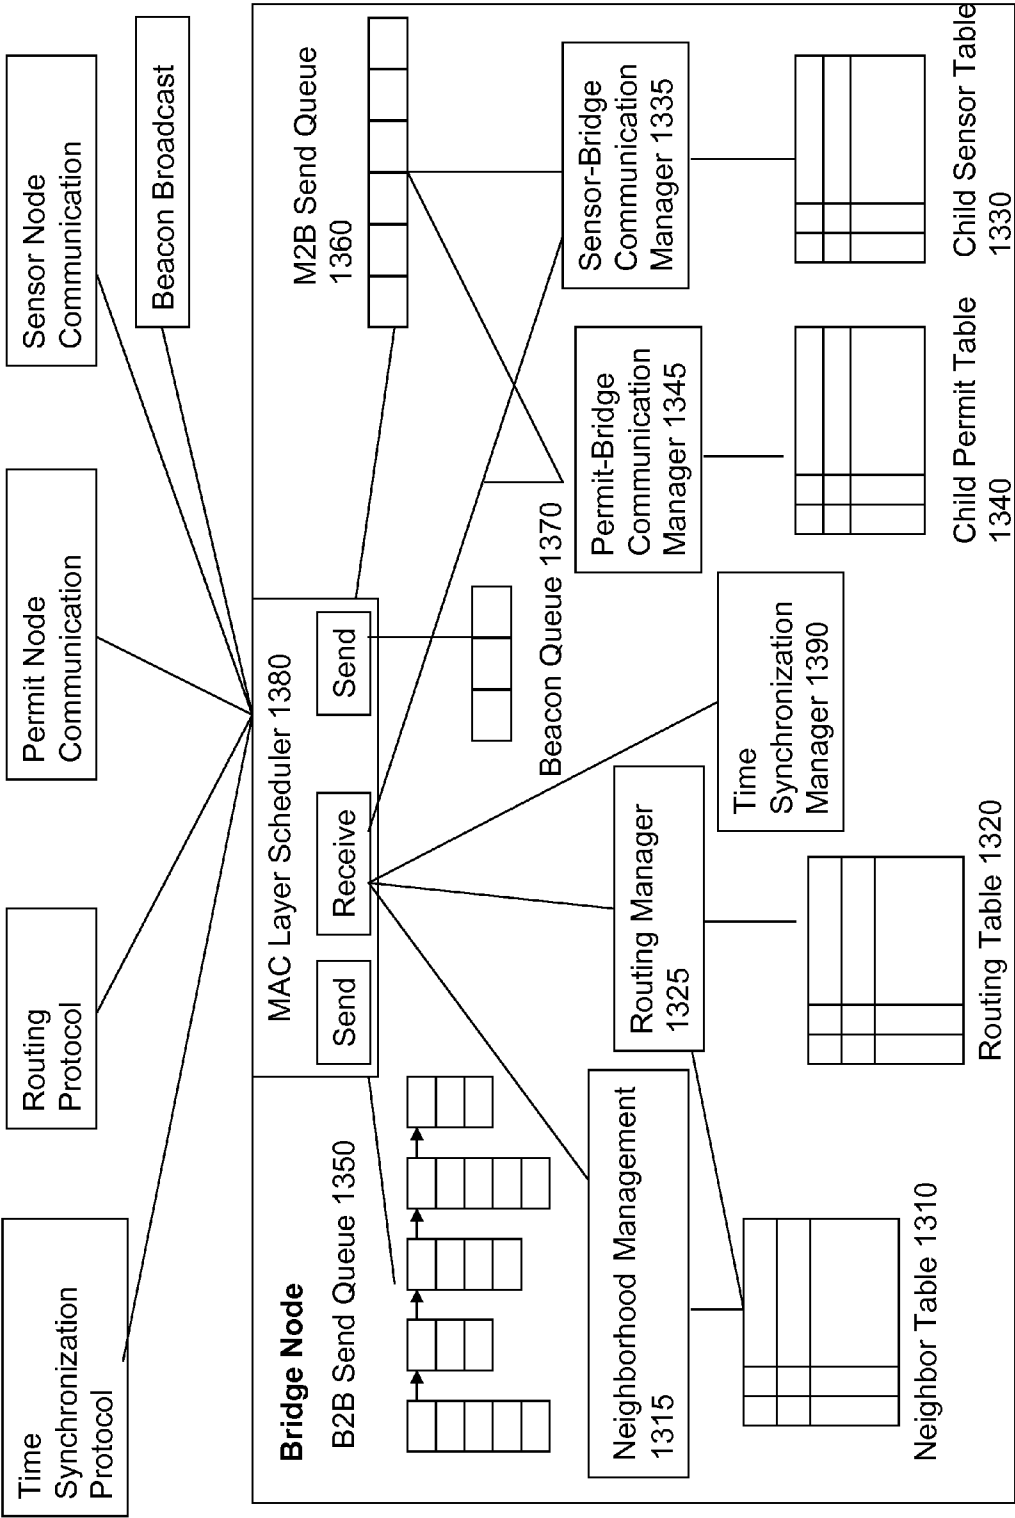 Time
Synchronization
Protocol
Routing
Protocol
Permit Node
Communication
Sensor Node
Communication
Beacon Broadcast
Bridge Node
B2B Send Queue 1350
MAC Layer Scheduler 1380
Send
Receive
Send
M2B Send Queue
1360
Beacon Queue 1370
Neighborhood Management
1315
Routing Manager
1325
Time
Synchronization
Manager 1390
Permit-Bridge
Communication
Manager 1345
Sensor-Bridge
Communication
Manager 1335
Neighbor Table 1310
Routing Table 1320
Child Permit Table
1340
Child Sensor Table
1330